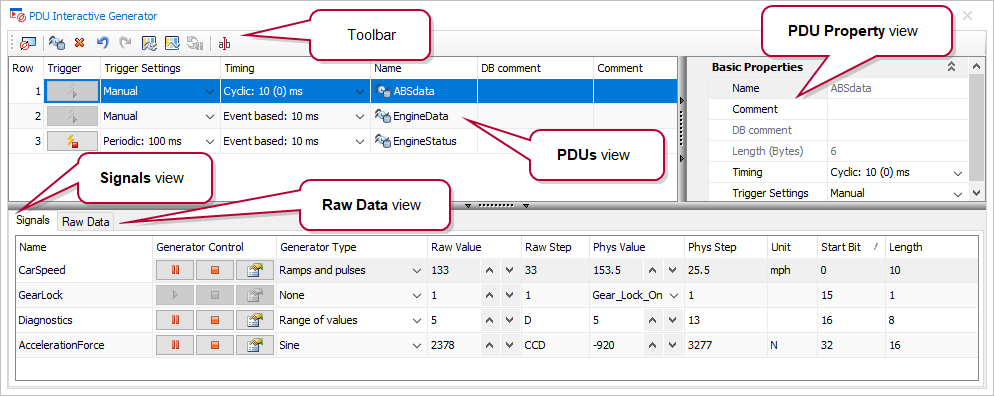 PDU Interactive Generator
Toolbar
PDU Property view
Row Trigger Trigger Settings Timing Name DB comment Comment
1 Manual Cyclic: 10 (0) ms ABSdata
2 Manual Event based: 10 ms EngineData
3 Periodic: 100 ms Event based: 10 ms EngineStatus
Basic Properties
Name ABSdata
Comment
DB comment
Length (Bytes) 6
Timing Cyclic: 10 (0) ms
Trigger Settings Manual
PDUs view
Signals view
Raw Data view
Signals Raw Data
Name Generator Control Generator Type Raw Value Raw Step Phys Value Phys Step Unit Start Bit Length
CarSpeed Ramps and pulses 133 33 153.5 25.5 mph 0 10
GearLock None 1 1 Gear_Lock_On 1 15 1
Diagnostics Range of values 5 D 5 13 16 8
AccelerationForce Sine 2378 CCD -920 3277 N 32 16